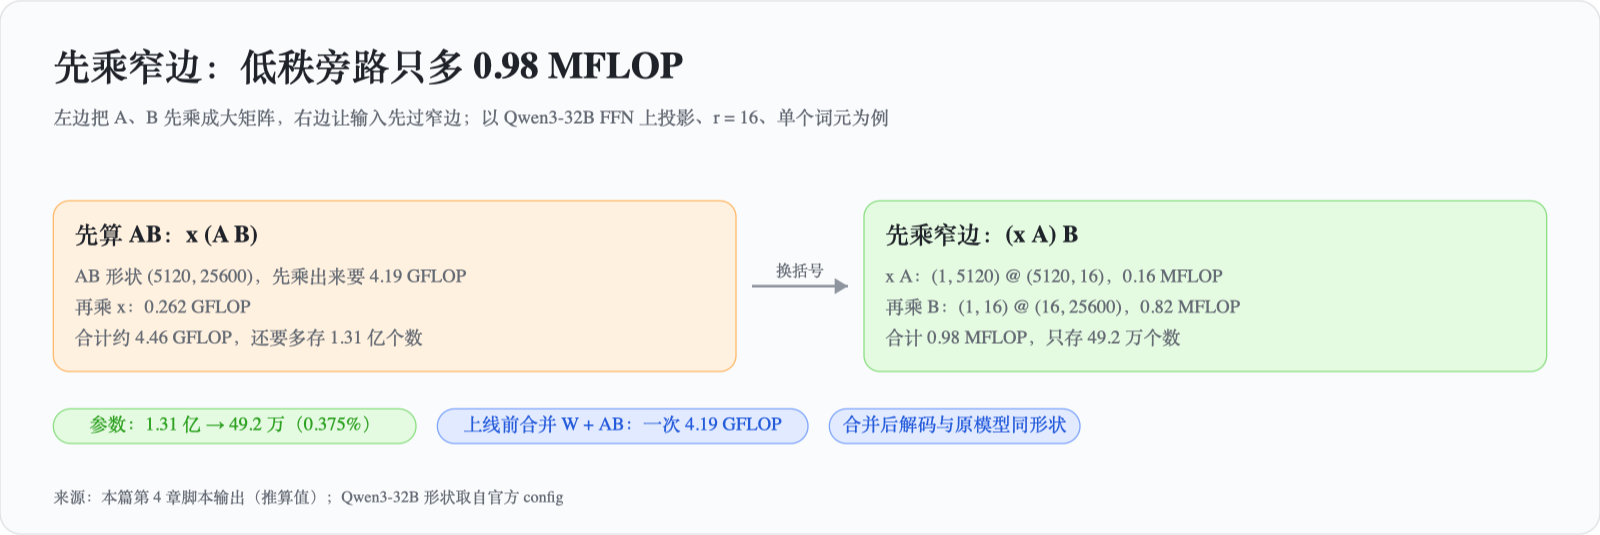 先乘窄边：低秩旁路只多 0.98 MFLOP
左边把 A、B 先乘成大矩阵，右边让输入先过窄边；以 Qwen3-32B FFN 上投影、r = 16、单个词元为例
先算 AB：x (A B)
AB 形状 (5120, 25600)，先乘出来要 4.19 GFLOP
再乘 x：0.262 GFLOP
合计约 4.46 GFLOP，还要多存 1.31 亿个数
换括号
先乘窄边：(x A) B
x A：(1, 5120) @ (5120, 16)，0.16 MFLOP
再乘 B：(1, 16) @ (16, 25600)，0.82 MFLOP
合计 0.98 MFLOP，只存 49.2 万个数
参数：1.31 亿 → 49.2 万（0.375%）
上线前合并 W + AB：一次 4.19 GFLOP
合并后解码与原模型同形状
来源：本篇第 4 章脚本输出（推算值）；Qwen3-32B 形状取自官方 config